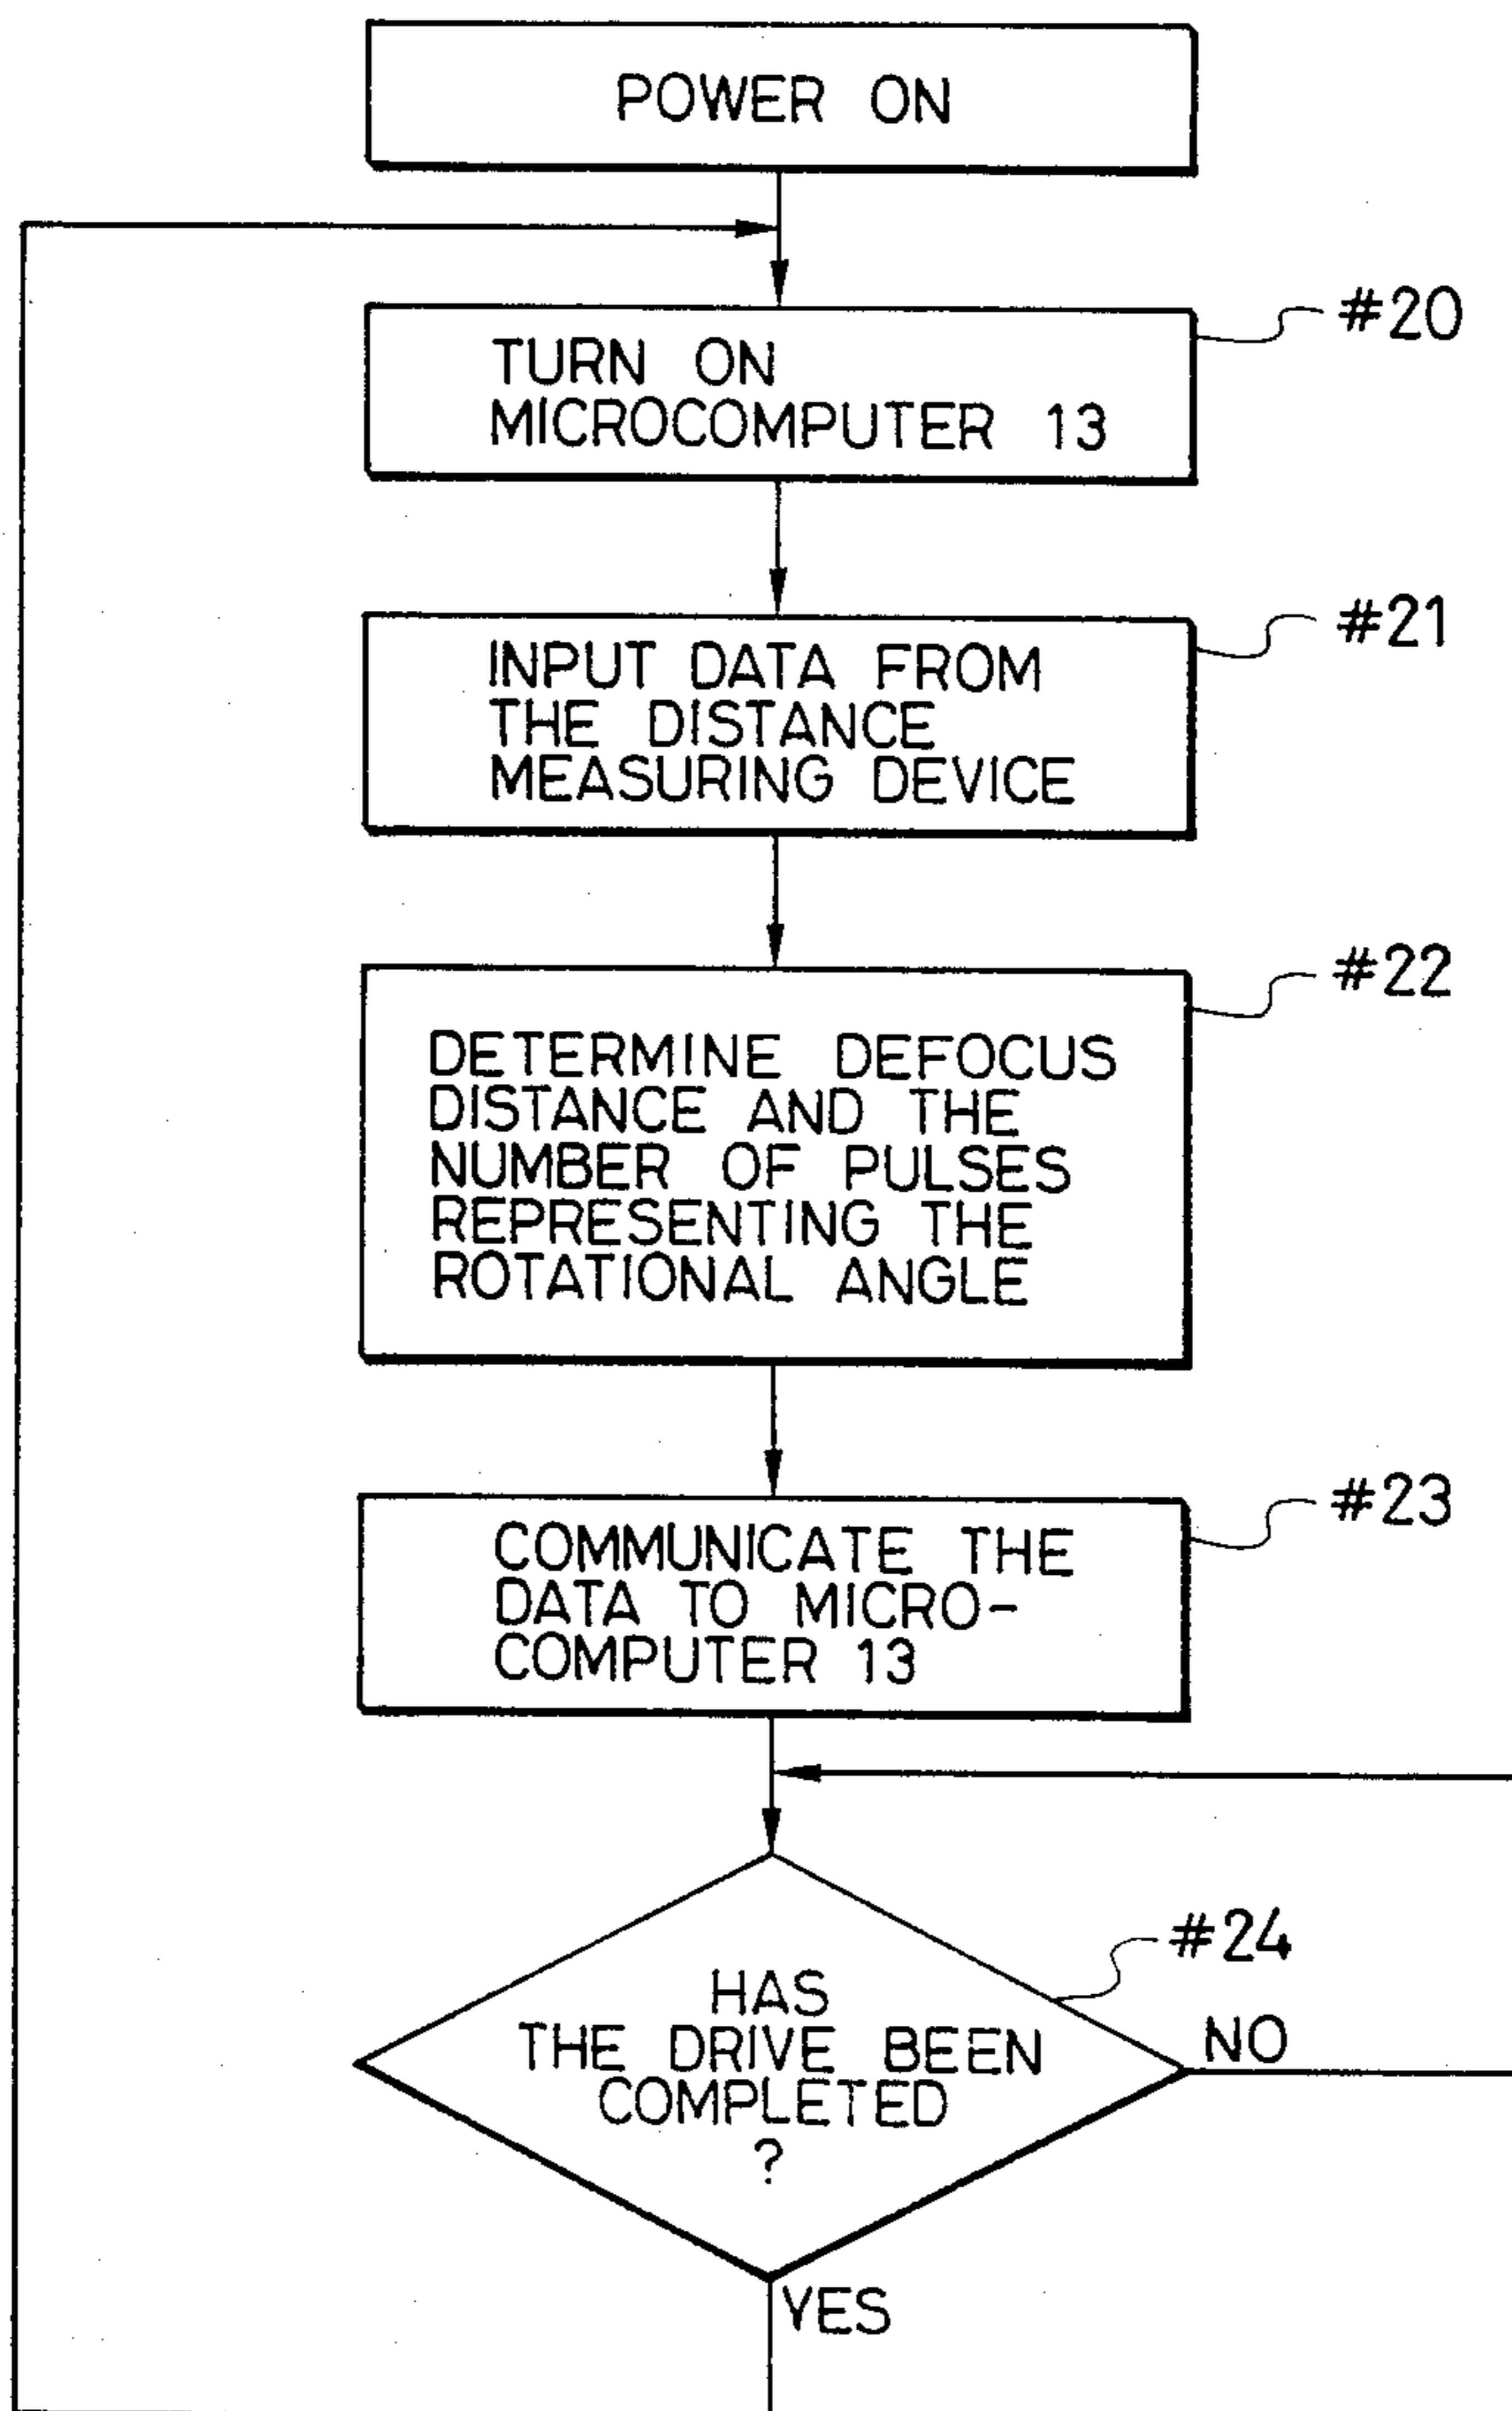 POWER ON
#20
TURN ON
MICROCOMPUTER 13
#21
INPUT DATA FROM
THE DISTANCE
MEASURING DEVICE
#22
DETERMINE DEFOCUS
DISTANCE AND THE
NUMBER OF PULSES
REPRESENTING THE
ROTATIONAL ANGLE
#23
COMMUNICATE THE
DATA TO MICRO-
COMPUTER 13
#24
HAS
THE DRIVE BEEN
COMPLETED
?
NO
YES